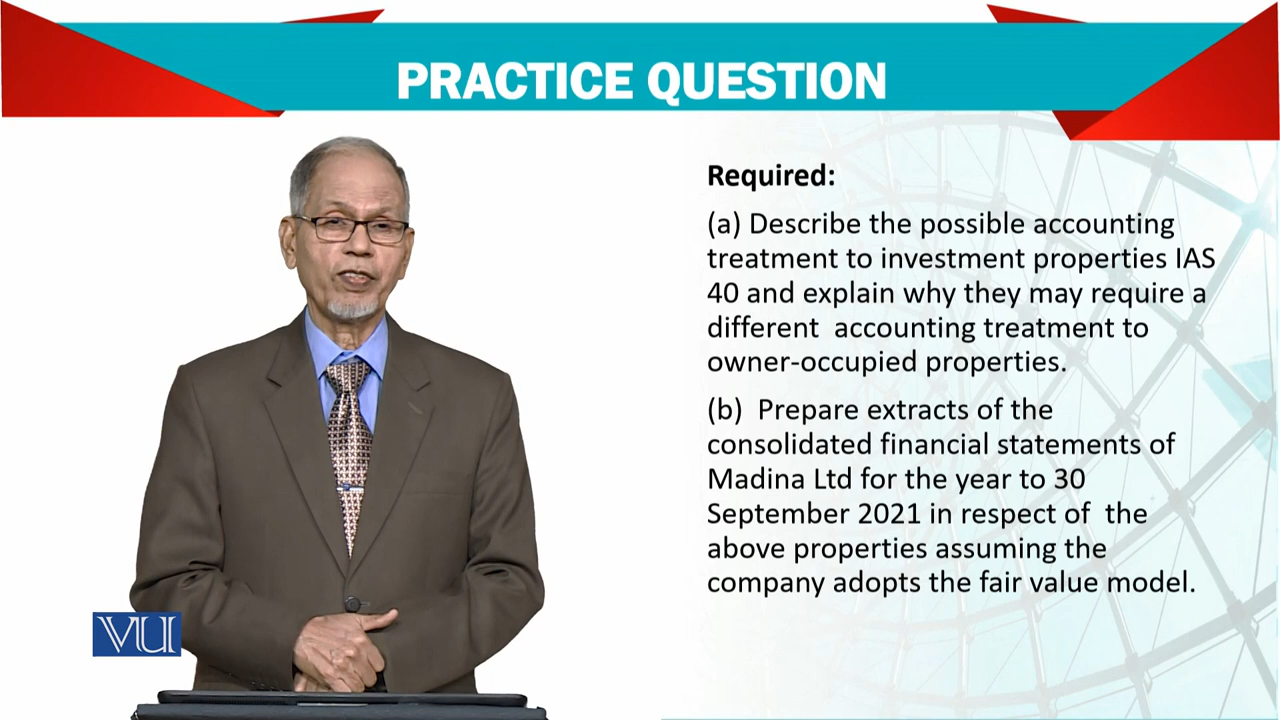 PRACTICE QUESTION
Required:
(a) Describe the possible accounting
treatment to investment properties IAS
40 and explain why they may require a
different accounting treatment to
owner-occupied properties.
(b) Prepare extracts of the
consolidated financial statements of
Madina Ltd for the year to 30
September 2021 in respect of the
above properties assuming the
company adopts the fair value model.
VU